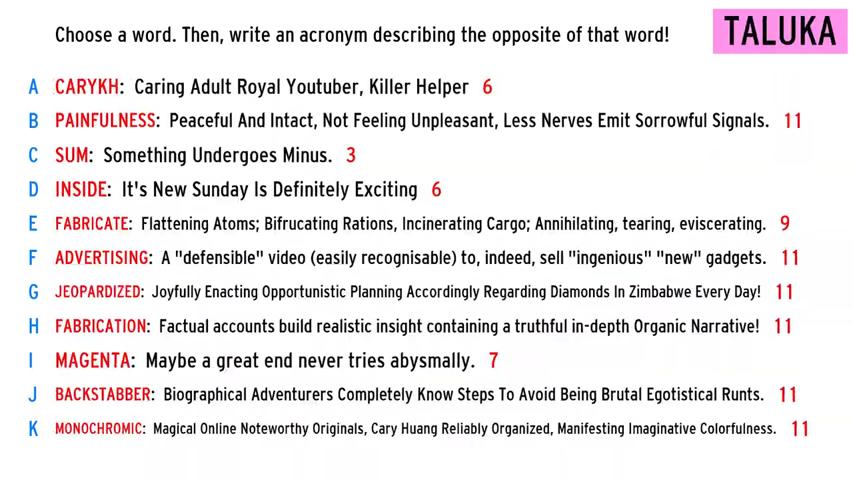 Choose a word. Then, write an acronym describing the opposite of that word!
TALUKA
A CARYKH: Caring Adult Royal Youtuber, Killer Helper 6
B PAINFULNESS: Peaceful And Intact, Not Feeling Unpleasant, Less Nerves Emit Sorrowful Signals. 11
C SUM: Something Undergoes Minus. 3
D INSIDE: It's New Sunday Is Definitely Exciting 6
E FABRICATE: Flattening Atoms; Bifrucating Rations, Incinerating Cargo; Annihilating, tearing, eviscerating. 9
F ADVERTISING: A "defensible" video (easily recognisable) to, indeed, sell "ingenious" "new" gadgets. 11
G JEOPARDIZED: Joyfully Enacting Opportunistic Planning Accordingly Regarding Diamonds In Zimbabwe Every Day! 11
H FABRICATION: Factual accounts build realistic insight containing a truthful in-depth Organic Narrative! 11
I MAGENTA: Maybe a great end never tries abysmally. 7
J BACKSTABBER: Biographical Adventurers Completely Know Steps To Avoid Being Brutal Egotistical Runts. 11
K MONOCHROMIC: Magical Online Noteworthy Originals, Cary Huang Reliably Organized, Manifesting Imaginative Colorfulness. 11